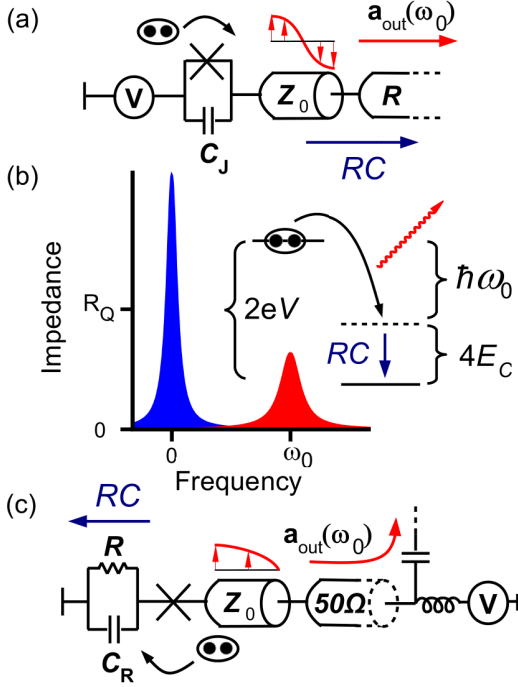 (a)
a_out(ω₀)
V
Z₀
R
C_J
RC
(b)
Impedance
R_Q
0
0
ω₀
Frequency
2eV
ħω₀
RC
4E_C
(c)
RC
a_out(ω₀)
R
Z₀
50Ω
V
C_R